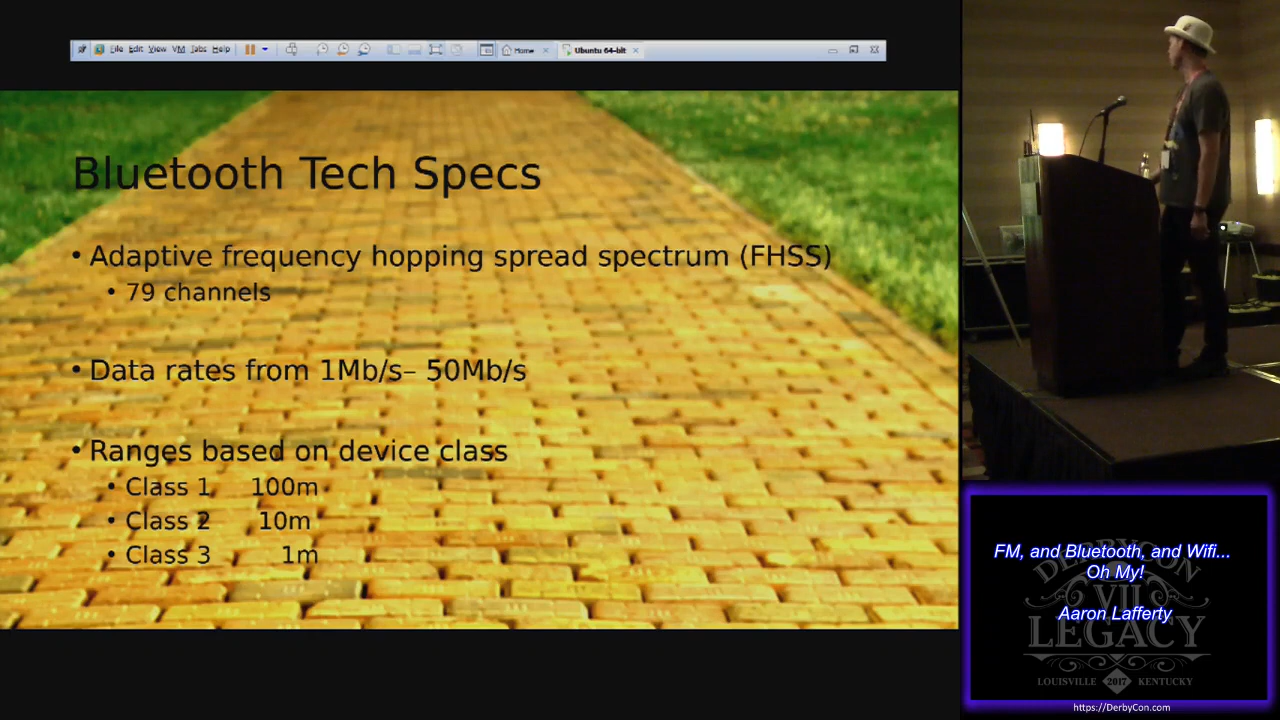 File Edit View VM Tabs Help
Home
Ubuntu 64-bit
Bluetooth Tech Specs
• Adaptive frequency hopping spread spectrum (FHSS)
• 79 channels
• Data rates from 1Mb/s– 50Mb/s
• Ranges based on device class
• Class 1 100m
• Class 2 10m
• Class 3 1m
FM, and Bluetooth, and Wifi...
Oh My!
Aaron Lafferty
DERBYCON
VII
LEGACY
LOUISVILLE 2017 KENTUCKY
https://DerbyCon.com